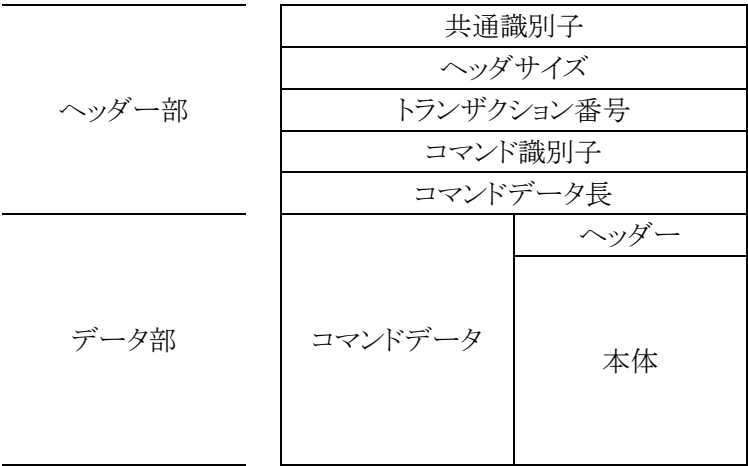 共通識別子
ヘッダサイズ
ヘッダー部
トランザクション番号
コマンド識別子
コマンドデータ長
ヘッダー
データ部
コマンドデータ
本体